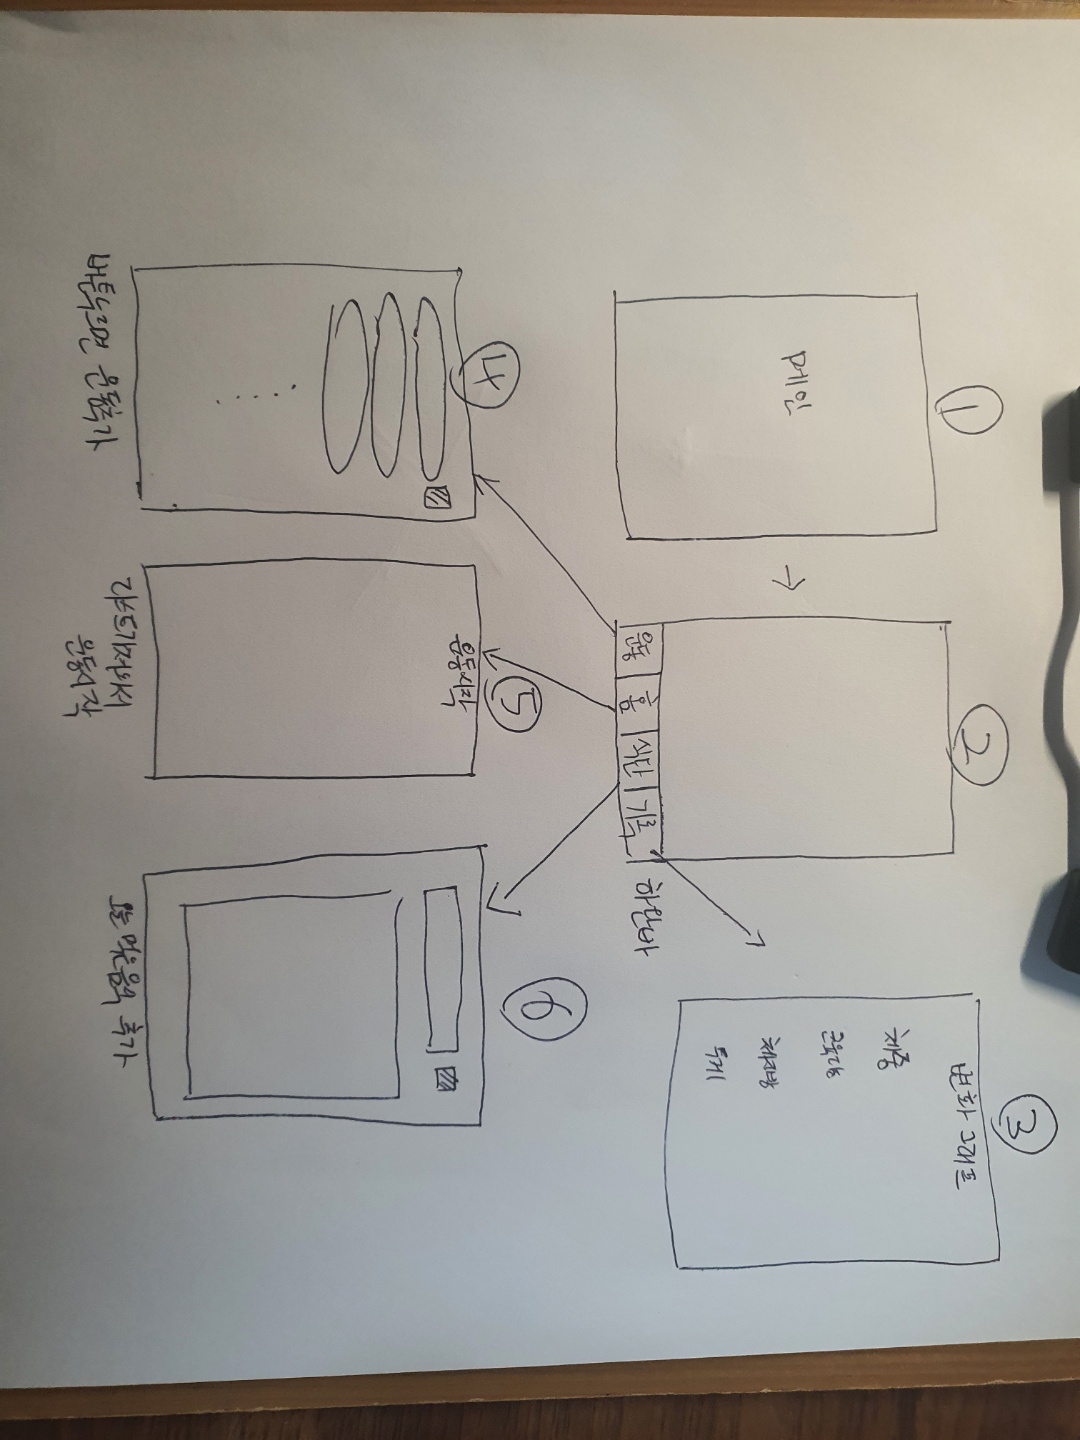 1
2
3
메인
변화 그래프
체중
근육량
체지방
무게
운동 홈 식단 기록
하단바
4
5
6
운동시작
버튼누르면 운동추가
리스트가져와서
운동시작
오늘 먹은음식 추가